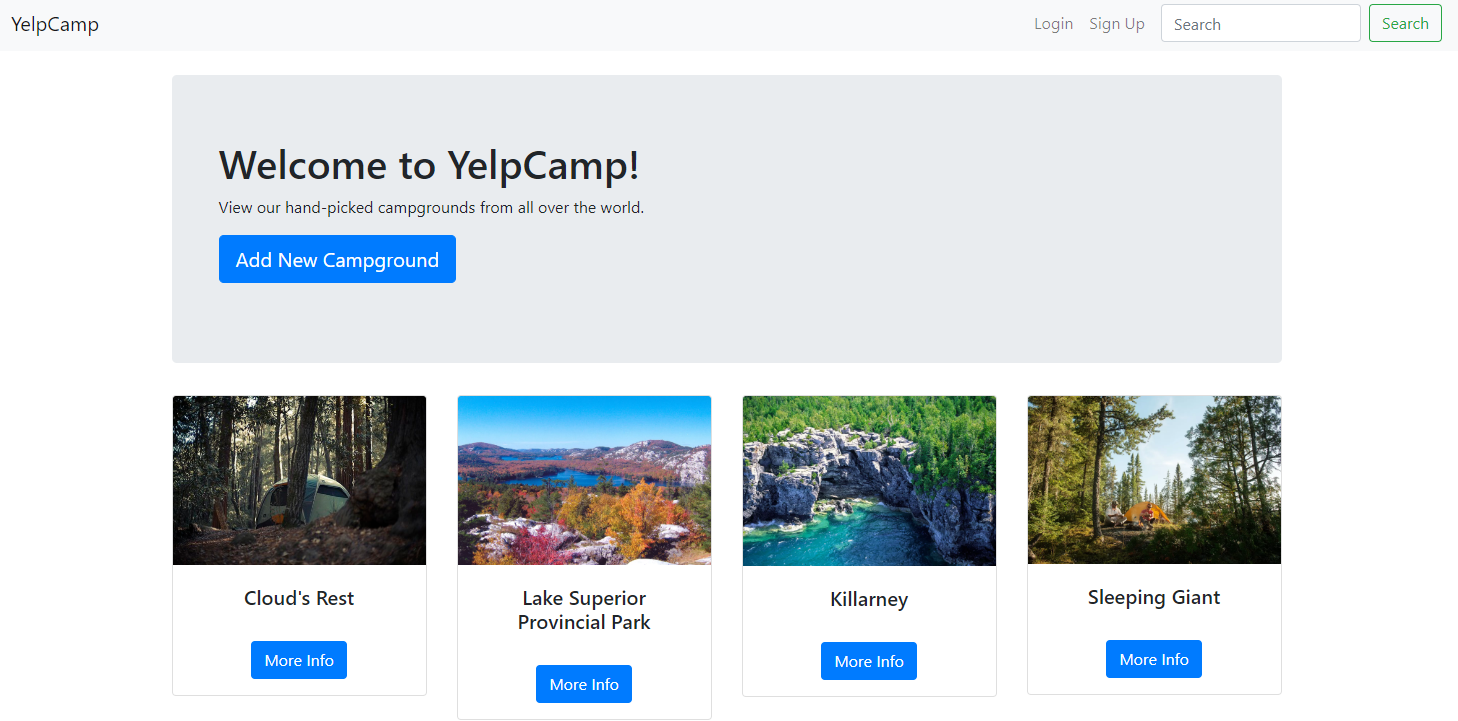 YelpCamp
Login
Sign Up
Search
Search
Welcome to YelpCamp!
View our hand-picked campgrounds from all over the world.
Add New Campground
Cloud's Rest
More Info
Lake Superior
Provincial Park
More Info
Killarney
More Info
Sleeping Giant
More Info